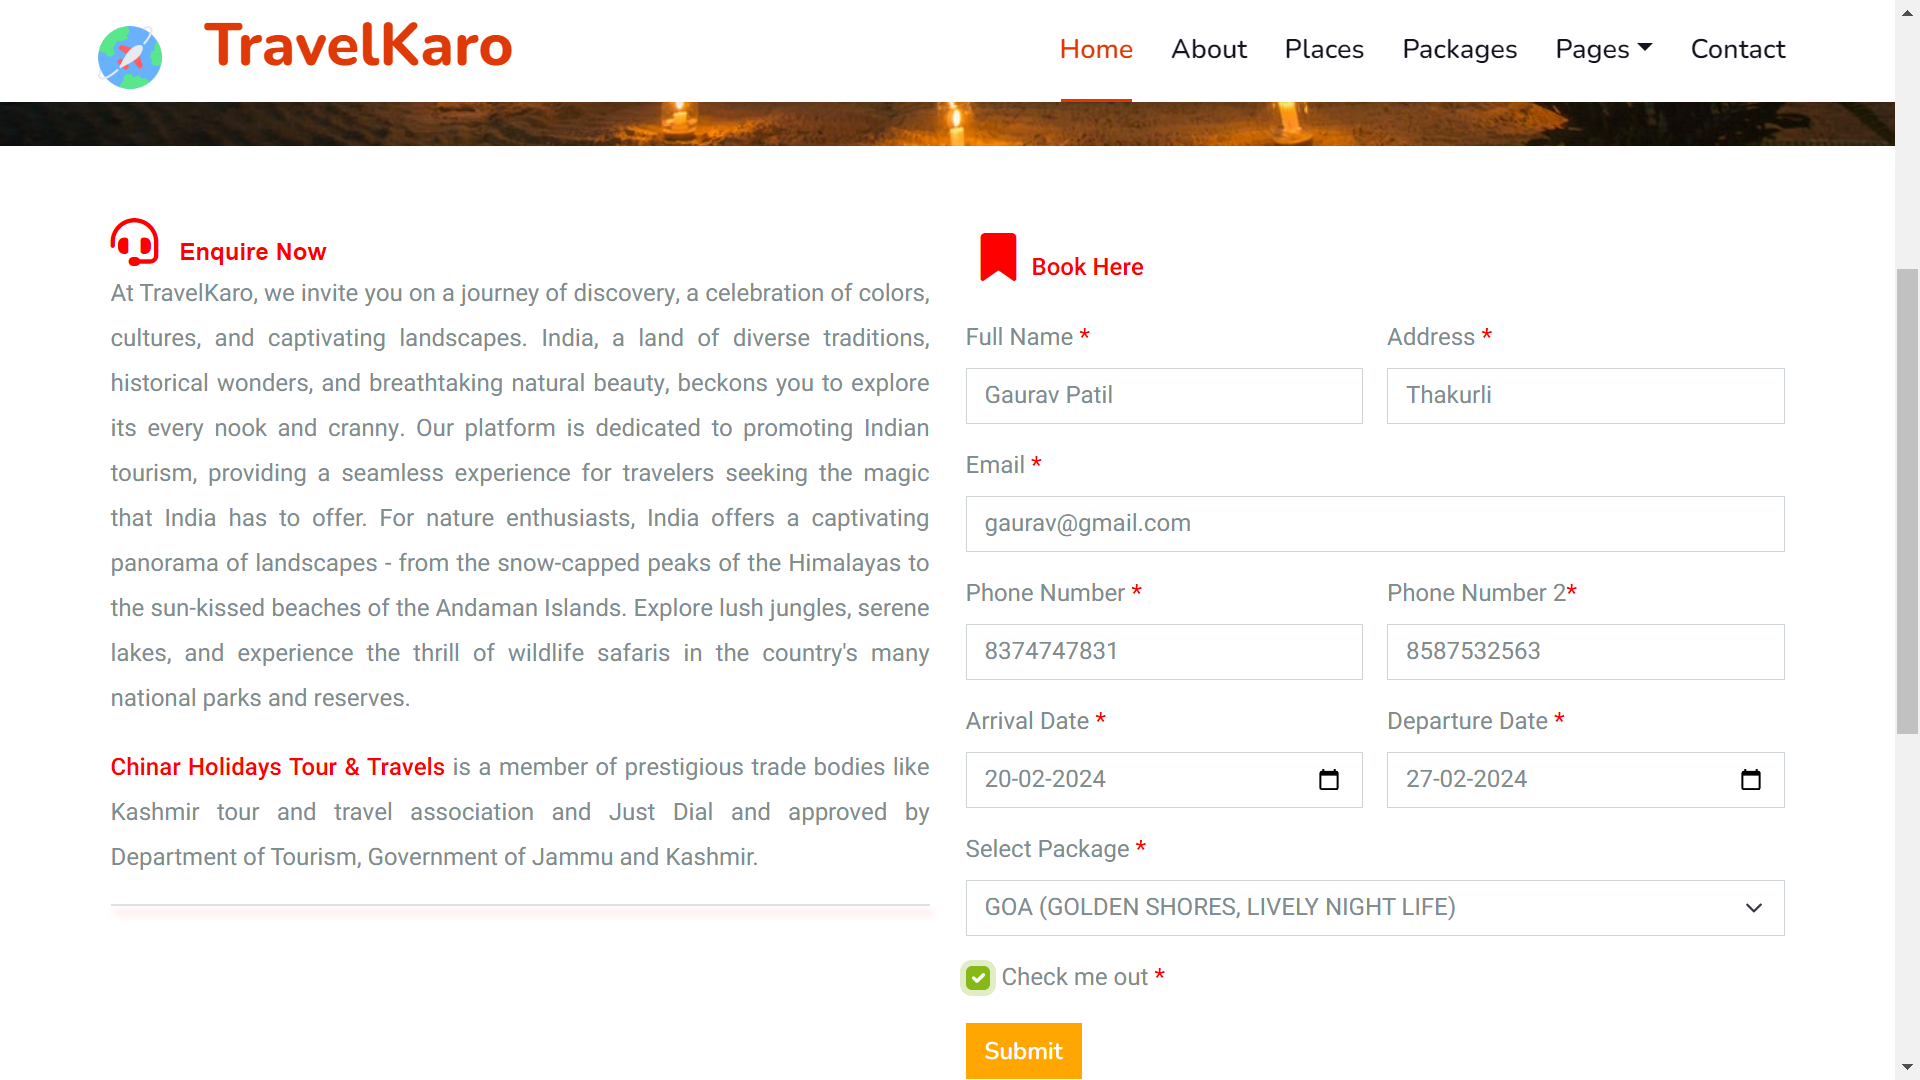 TravelKaro
Home About Places Packages Pages Contact
Enquire Now
At TravelKaro, we invite you on a journey of discovery, a celebration of colors,
cultures, and captivating landscapes. India, a land of diverse traditions,
historical wonders, and breathtaking natural beauty, beckons you to explore
its every nook and cranny. Our platform is dedicated to promoting Indian
tourism, providing a seamless experience for travelers seeking the magic
that India has to offer. For nature enthusiasts, India offers a captivating
panorama of landscapes - from the snow-capped peaks of the Himalayas to
the sun-kissed beaches of the Andaman Islands. Explore lush jungles, serene
lakes, and experience the thrill of wildlife safaris in the country's many
national parks and reserves.
Chinar Holidays Tour & Travels is a member of prestigious trade bodies like
Kashmir tour and travel association and Just Dial and approved by
Department of Tourism, Government of Jammu and Kashmir.
Book Here
Full Name * Address *
Gaurav Patil Thakurli
Email *
gaurav@gmail.com
Phone Number * Phone Number 2*
8374747831 8587532563
Arrival Date * Departure Date *
20-02-2024 27-02-2024
Select Package *
GOA (GOLDEN SHORES, LIVELY NIGHT LIFE)
Check me out *
Submit